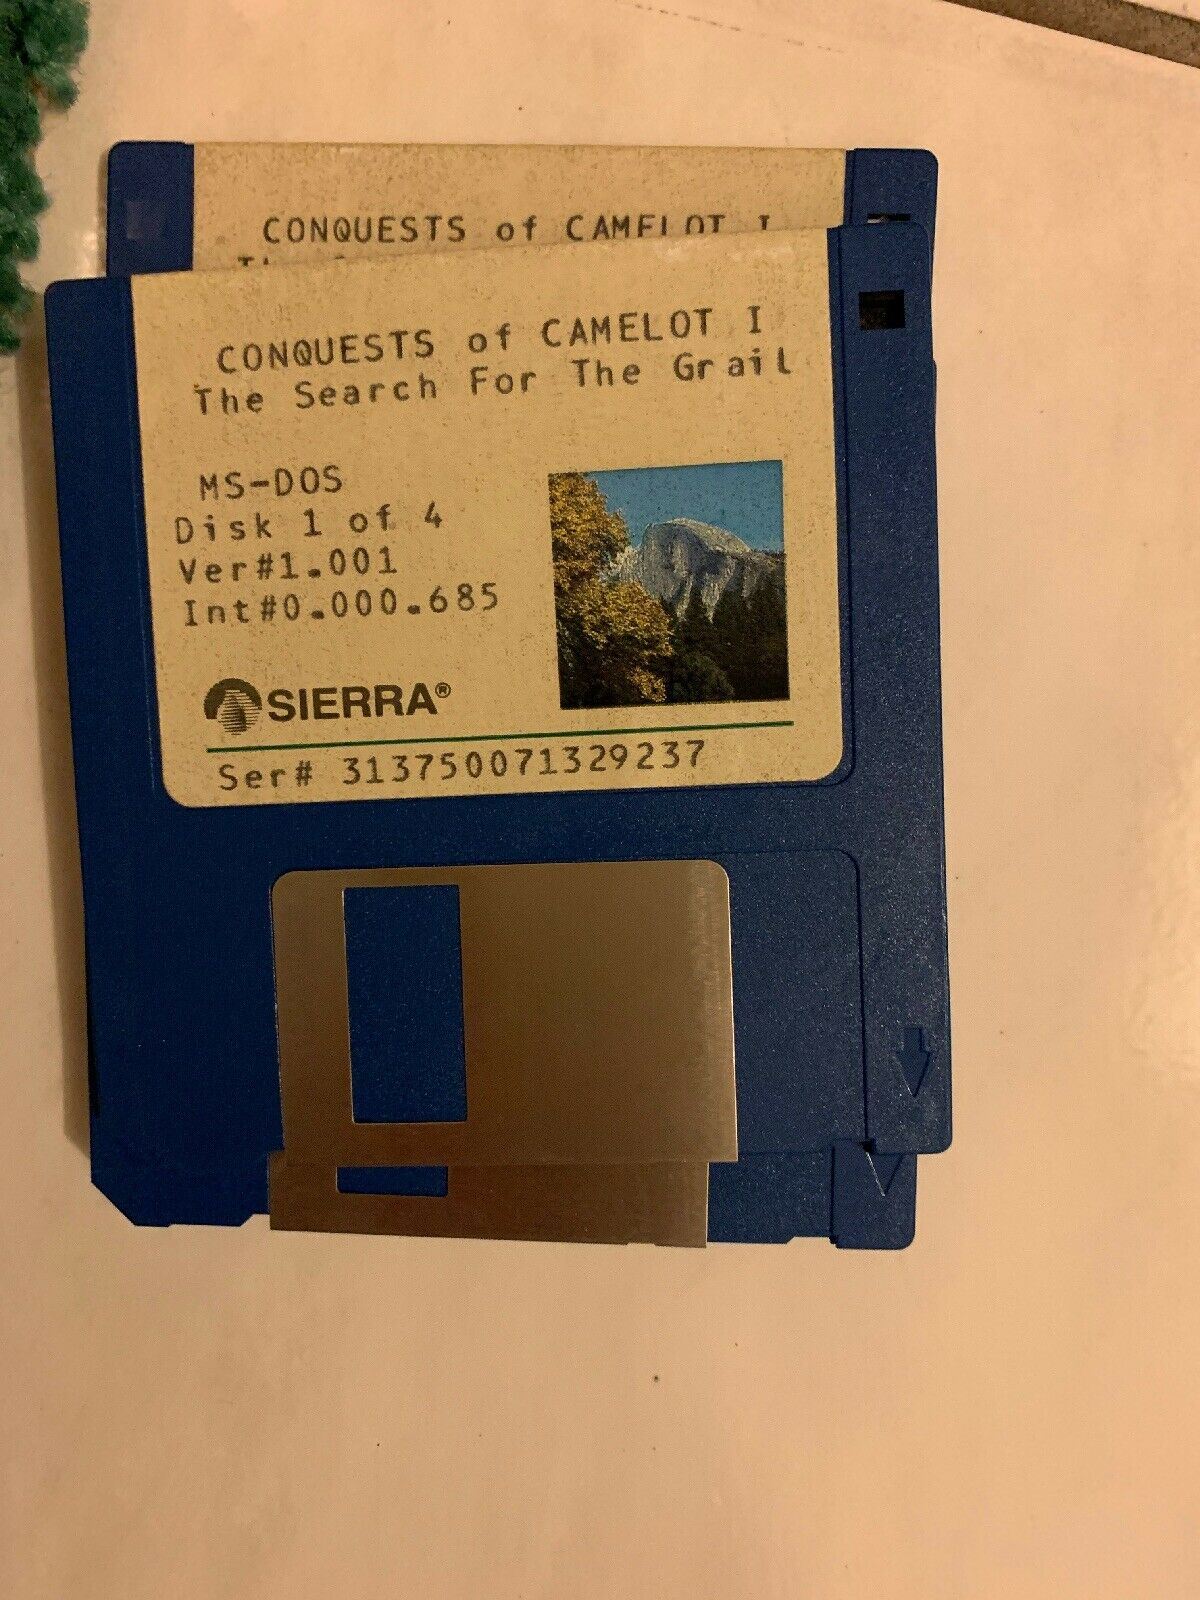 CONQUESTS of CAMELOT I
CONQUESTS of CAMELOT I
The Search For The Grail
MS-DOS
Disk 1 of 4
Ver#1.001
Int#0.000.685
SIERRA®
Ser# 313750071329237